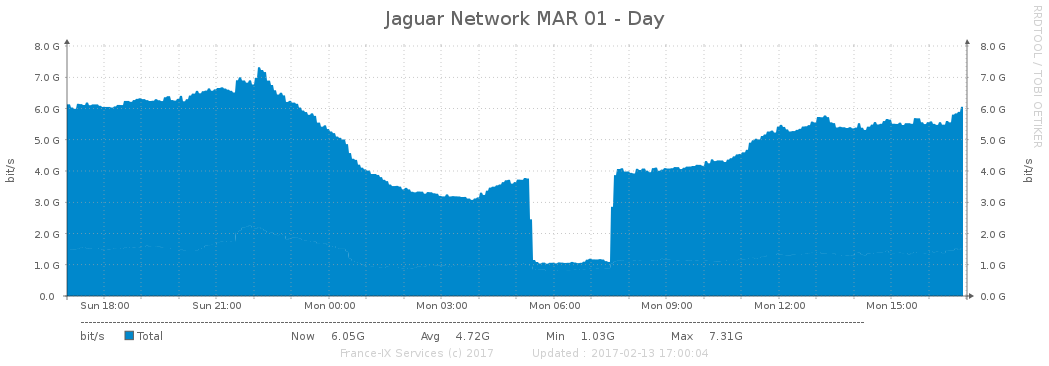 Jaguar Network MAR 01 - Day
RRDTOOL / TOBI OETIKER
bit/s
8.0 G 8.0 G
7.0 G 7.0 G
6.0 G 6.0 G
5.0 G 5.0 G
4.0 G 4.0 G
3.0 G 3.0 G
2.0 G 2.0 G
1.0 G 1.0 G
0.0 0.0 G
bit/s
Sun 18:00 Sun 21:00 Mon 00:00 Mon 03:00 Mon 06:00 Mon 09:00 Mon 12:00 Mon 15:00
bit/s Total Now 6.05G Avg 4.72G Min 1.03G Max 7.31G
France-IX Services (c) 2017 Updated : 2017-02-13 17:00:04